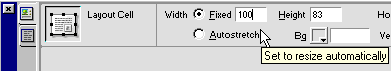 Layout Cell
Width Fixed 100 Height 83 Ho
Autostretch Bg Ve
Set to resize automatically